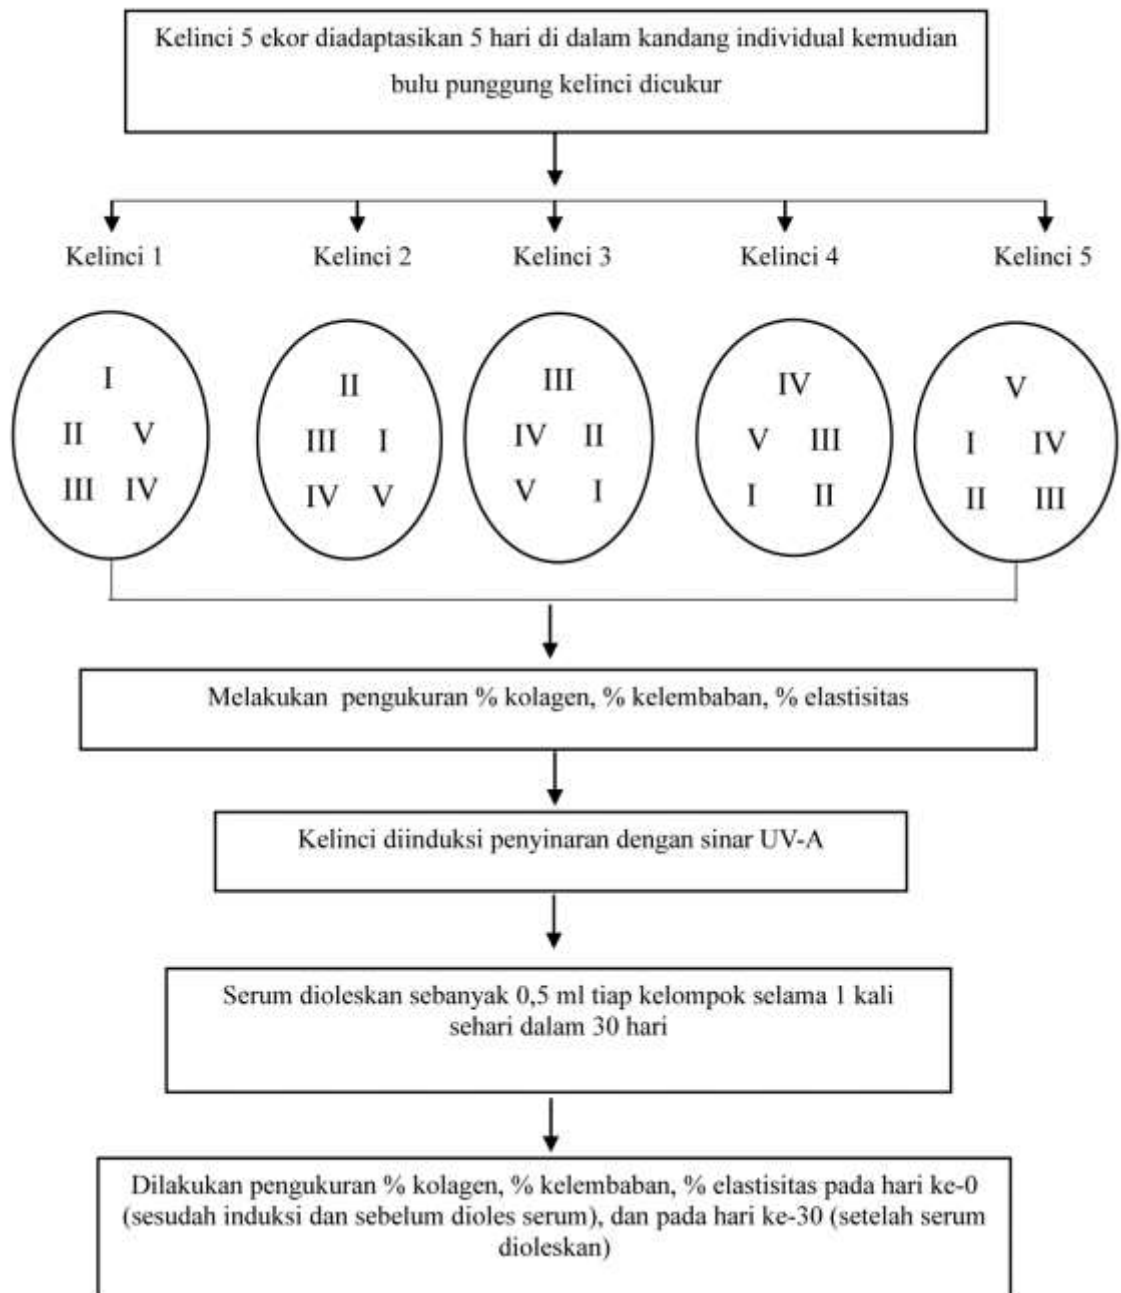 Kelinci 5 ekor diadaptasikan 5 hari di dalam kandang individual kemudian
bulu punggung kelinci dicukur
Kelinci 1 Kelinci 2 Kelinci 3 Kelinci 4 Kelinci 5
I II III IV V
II V III I IV II V III I IV
III IV IV V V I I II II III
Melakukan pengukuran % kolagen, % kelembaban, % elastisitas
Kelinci diinduksi penyinaran dengan sinar UV-A
Serum dioleskan sebanyak 0,5 ml tiap kelompok selama 1 kali
sehari dalam 30 hari
Dilakukan pengukuran % kolagen, % kelembaban, % elastisitas pada hari ke-0
(sesudah induksi dan sebelum dioles serum), dan pada hari ke-30 (setelah serum
dioleskan)